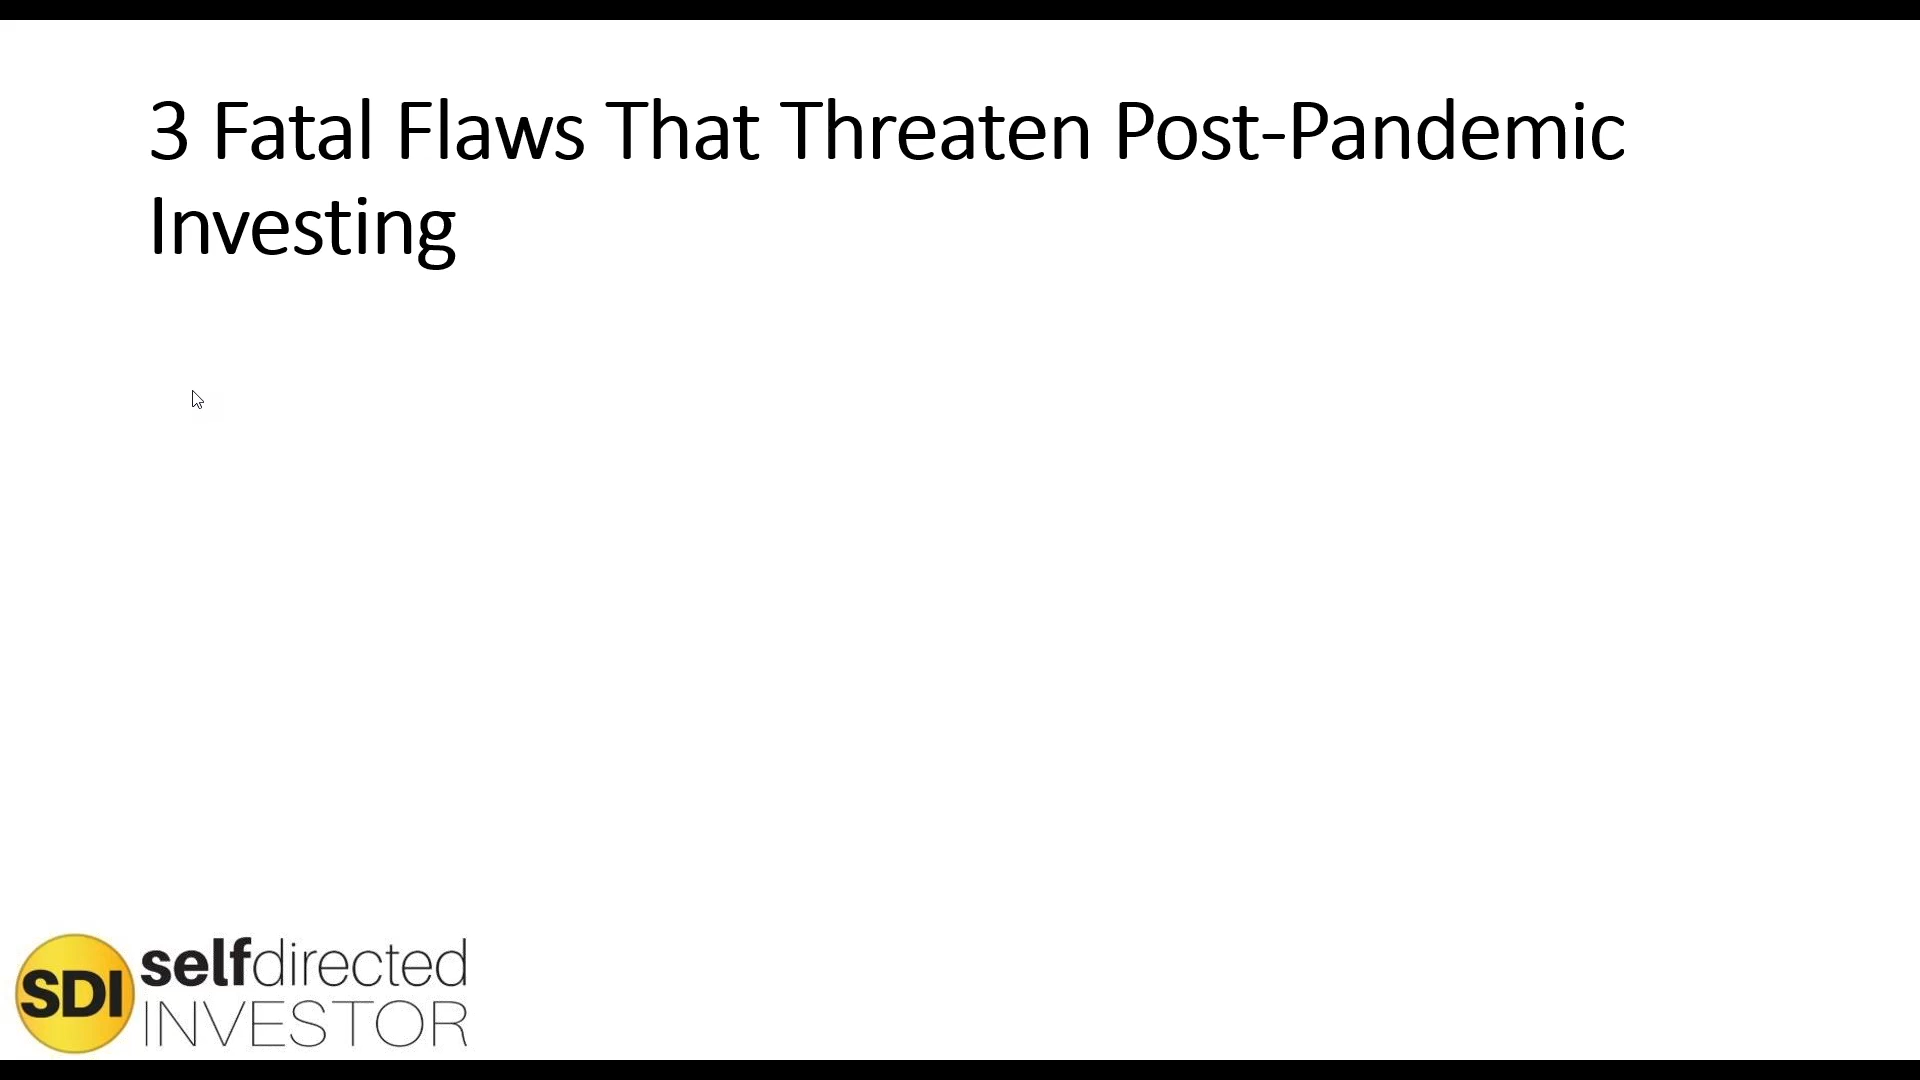 3 Fatal Flaws That Threaten Post-Pandemic
Investing
SDI
selfdirected
INVESTOR